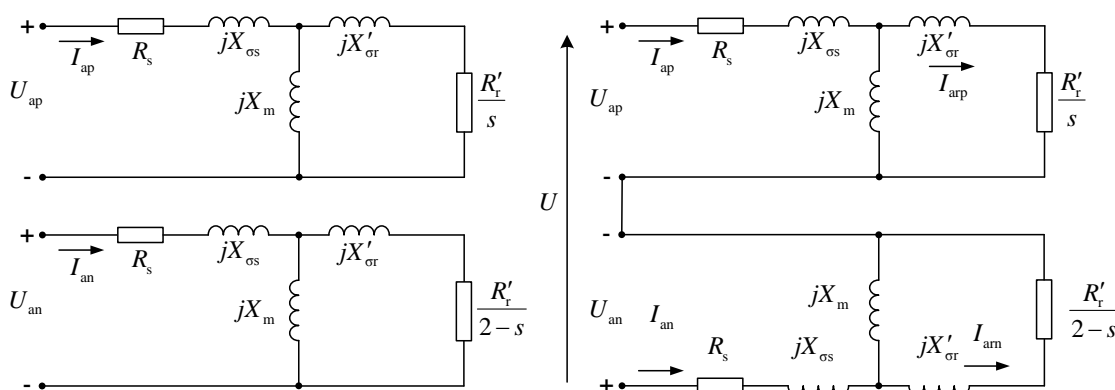 + I_ap R_s jX_σs jX′_σr
U_ap jX_m R′_r/s
-
+ I_an R_s jX_σs jX′_σr
U_an jX_m R′_r/(2−s)
-
U
+ I_ap R_s jX_σs jX′_σr
I_arp
U_ap jX_m R′_r/s
-
-
U_an I_an jX_m R′_r/(2−s)
R_s jX_σs jX′_σr I_arn
+